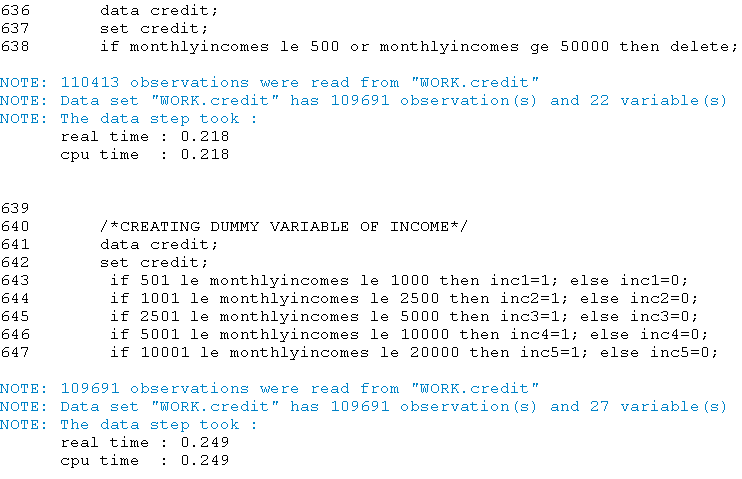 636 data credit;
637 set credit;
638 if monthlyincomes le 500 or monthlyincomes ge 50000 then delete;
NOTE: 110413 observations were read from "WORK.credit"
NOTE: Data set "WORK.credit" has 109691 observation(s) and 22 variable(s)
NOTE: The data step took :
real time : 0.218
cpu time : 0.218
639
640 /*CREATING DUMMY VARIABLE OF INCOME*/
641 data credit;
642 set credit;
643 if 501 le monthlyincomes le 1000 then inc1=1; else inc1=0;
644 if 1001 le monthlyincomes le 2500 then inc2=1; else inc2=0;
645 if 2501 le monthlyincomes le 5000 then inc3=1; else inc3=0;
646 if 5001 le monthlyincomes le 10000 then inc4=1; else inc4=0;
647 if 10001 le monthlyincomes le 20000 then inc5=1; else inc5=0;
NOTE: 109691 observations were read from "WORK.credit"
NOTE: Data set "WORK.credit" has 109691 observation(s) and 27 variable(s)
NOTE: The data step took :
real time : 0.249
cpu time : 0.249